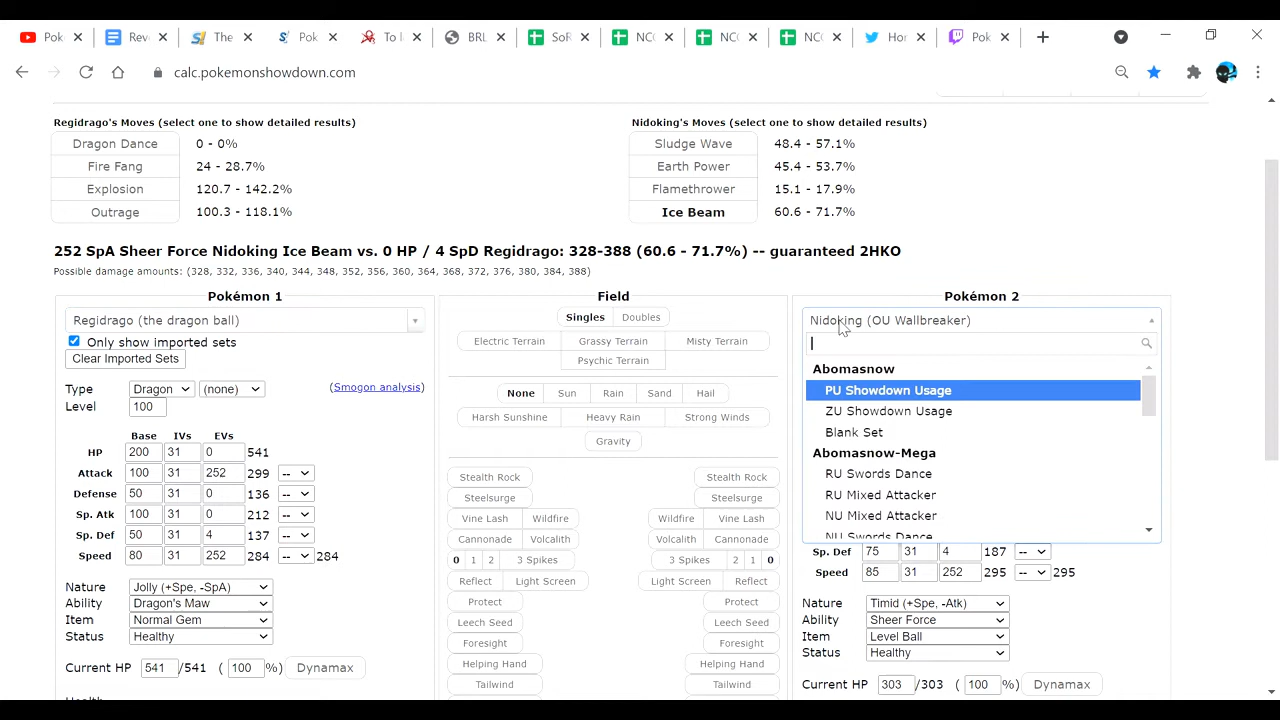 Pok
Rev
The
Pok
To l
BRL
SoR
NCC
NCC
NCC
Hor
Pok
calc.pokemonshowdown.com
Regidrago's Moves (select one to show detailed results)
Nidoking's Moves (select one to show detailed results)
Dragon Dance 0 - 0%
Sludge Wave 48.4 - 57.1%
Fire Fang 24 - 28.7%
Earth Power 45.4 - 53.7%
Explosion 120.7 - 142.2%
Flamethrower 15.1 - 17.9%
Outrage 100.3 - 118.1%
Ice Beam 60.6 - 71.7%
252 SpA Sheer Force Nidoking Ice Beam vs. 0 HP / 4 SpD Regidrago: 328-388 (60.6 - 71.7%) -- guaranteed 2HKO
Possible damage amounts: (328, 332, 336, 340, 344, 348, 352, 356, 360, 364, 368, 372, 376, 380, 384, 388)
Pokémon 1
Regidrago (the dragon ball)
Only show imported sets
Clear Imported Sets
Type Dragon (none) (Smogon analysis)
Level 100
Base IVs EVs
HP 200 31 0 541
Attack 100 31 252 299 --
Defense 50 31 0 136 --
Sp. Atk 100 31 0 212 --
Sp. Def 50 31 4 137 --
Speed 80 31 252 284 -- 284
Nature Jolly (+Spe, -SpA)
Ability Dragon's Maw
Item Normal Gem
Status Healthy
Current HP 541 /541 ( 100 %) Dynamax
Field
Singles Doubles
Electric Terrain Grassy Terrain Misty Terrain
Psychic Terrain
None Sun Rain Sand Hail
Harsh Sunshine Heavy Rain Strong Winds
Gravity
Stealth Rock Stealth Rock
Steelsurge Steelsurge
Vine Lash Wildfire Wildfire Vine Lash
Cannonade Volcalith Volcalith Cannonade
0 1 2 3 Spikes 3 Spikes 2 1 0
Reflect Light Screen Light Screen Reflect
Protect Protect
Leech Seed Leech Seed
Foresight Foresight
Helping Hand Helping Hand
Tailwind Tailwind
Pokémon 2
Nidoking (OU Wallbreaker)
Abomasnow
PU Showdown Usage
ZU Showdown Usage
Blank Set
Abomasnow-Mega
RU Swords Dance
RU Mixed Attacker
NU Mixed Attacker
NU Swords Dance
Sp. Def 75 31 4 187 --
Speed 85 31 252 295 -- 295
Nature Timid (+Spe, -Atk)
Ability Sheer Force
Item Level Ball
Status Healthy
Current HP 303 /303 ( 100 %) Dynamax